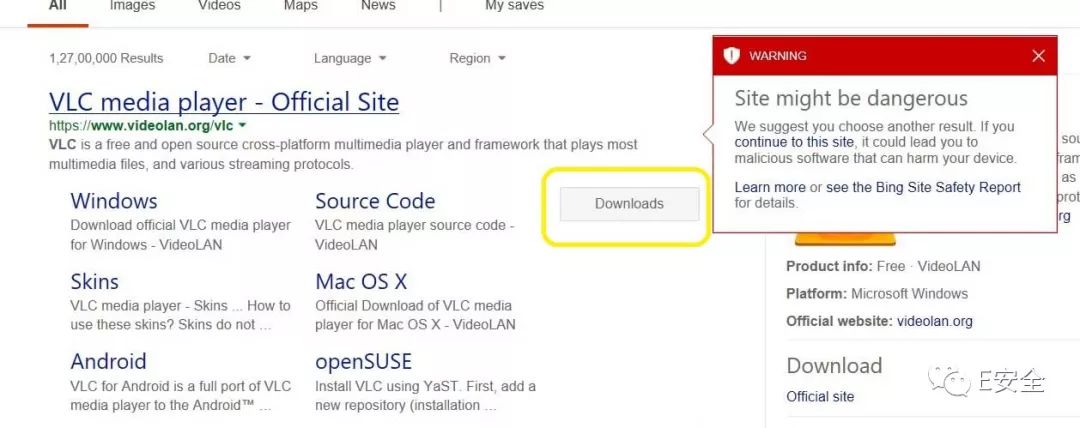 All Images Videos Maps News | My saves
1,27,00,000 Results Date Language Region
VLC media player - Official Site
https://www.videolan.org/vlc
VLC is a free and open source cross-platform multimedia player and framework that plays most
multimedia files, and various streaming protocols.
Windows
Download official VLC media player
for Windows - VideoLAN
Source Code
VLC media player source code -
VideoLAN
Downloads
Skins
VLC media player - Skins ... How to
use these skins? Skins do not ...
Mac OS X
Official Download of VLC media
player for Mac OS X - VideoLAN
Android
VLC for Android is a full port of VLC
media player to the Android™ ...
openSUSE
Install VLC using YaST. First, add a
new repository (installation ...
WARNING
Site might be dangerous
We suggest you choose another result. If you
continue to this site, it could lead you to
malicious software that can harm your device.
Learn more or see the Bing Site Safety Report
for details.
as
rg
Product info: Free · VideoLAN
Platform: Microsoft Windows
Official website: videolan.org
Download
Official site
E安全